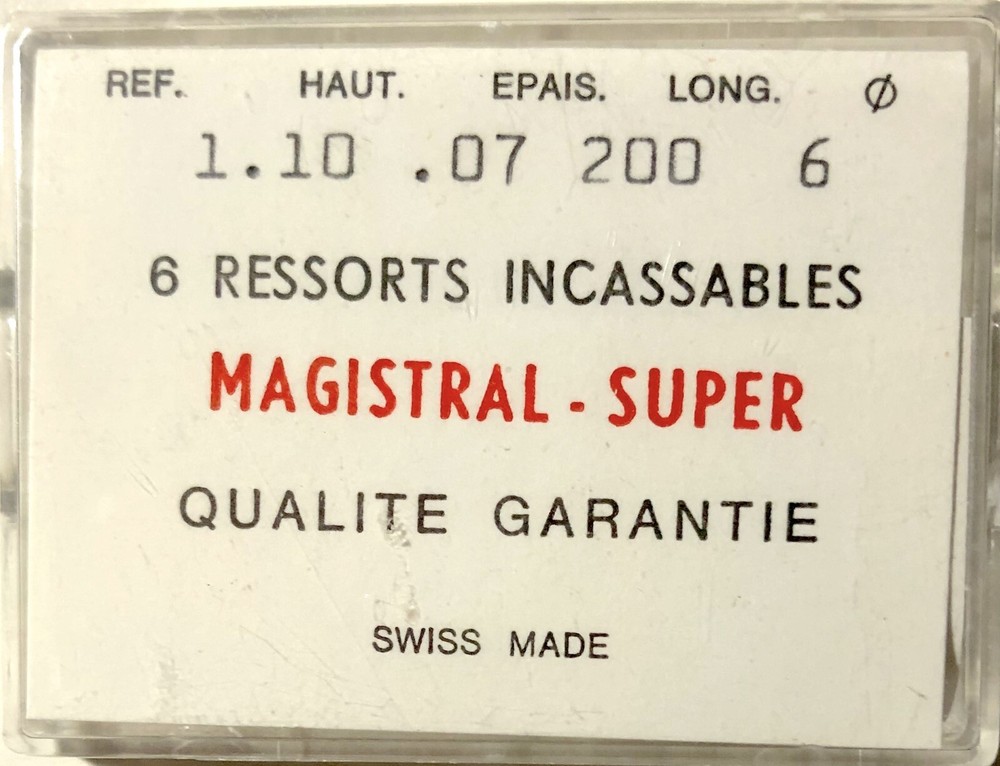 REF. HAUT. EPAIS. LONG. Ø
1.10 .07 200 6
6 RESSORTS INCASSABLES
MAGISTRAL - SUPER
QUALITE GARANTIE
SWISS MADE